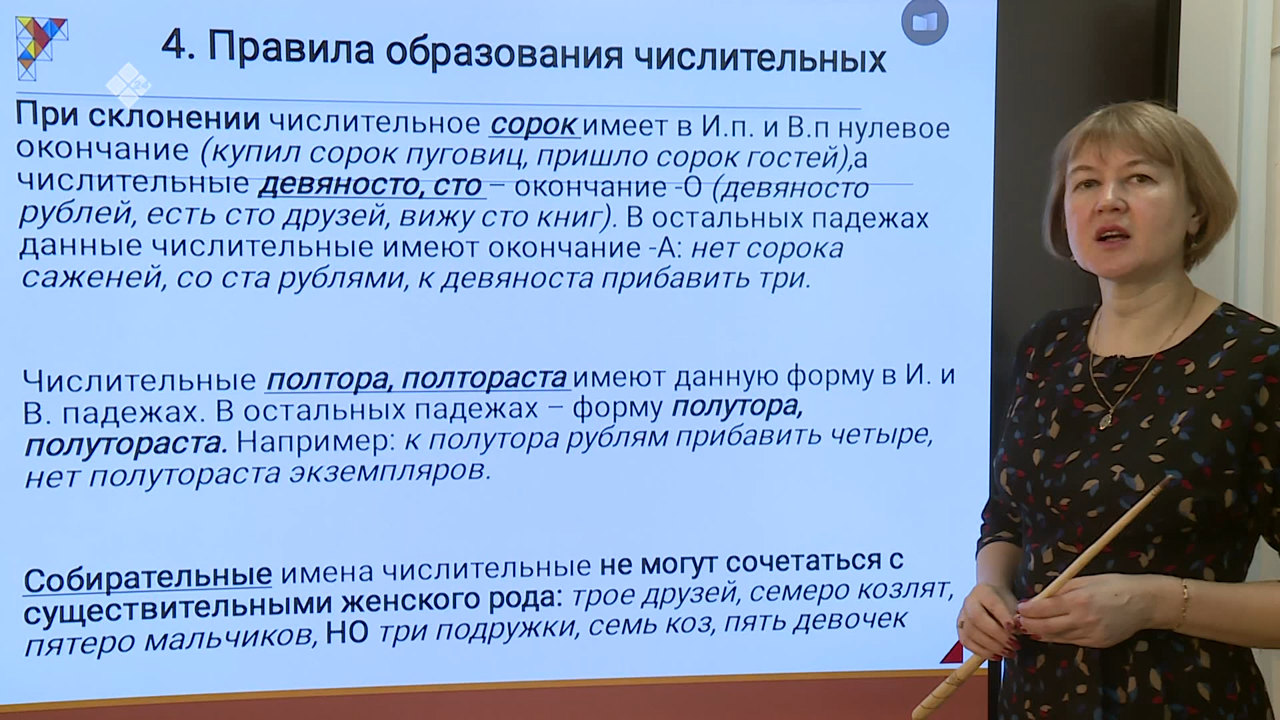 4. Правила образования числительных
При склонении числительное сорок имеет в И.п. и В.п нулевое
окончание (купил сорок пуговиц, пришло сорок гостей),а
числительные девяносто, сто – окончание -О (девяносто
рублей, есть сто друзей, вижу сто книг). В остальных падежах
данные числительные имеют окончание -А: нет сорока
саженей, со ста рублями, к девяноста прибавить три.
Числительные полтора, полтораста имеют данную форму в И. и
В. падежах. В остальных падежах – форму полутора,
полутораста. Например: к полутора рублям прибавить четыре,
нет полутораста экземпляров.
Собирательные имена числительные не могут сочетаться с
существительными женского рода: трое друзей, семеро козлят,
пятеро мальчиков, НО три подружки, семь коз, пять девочек